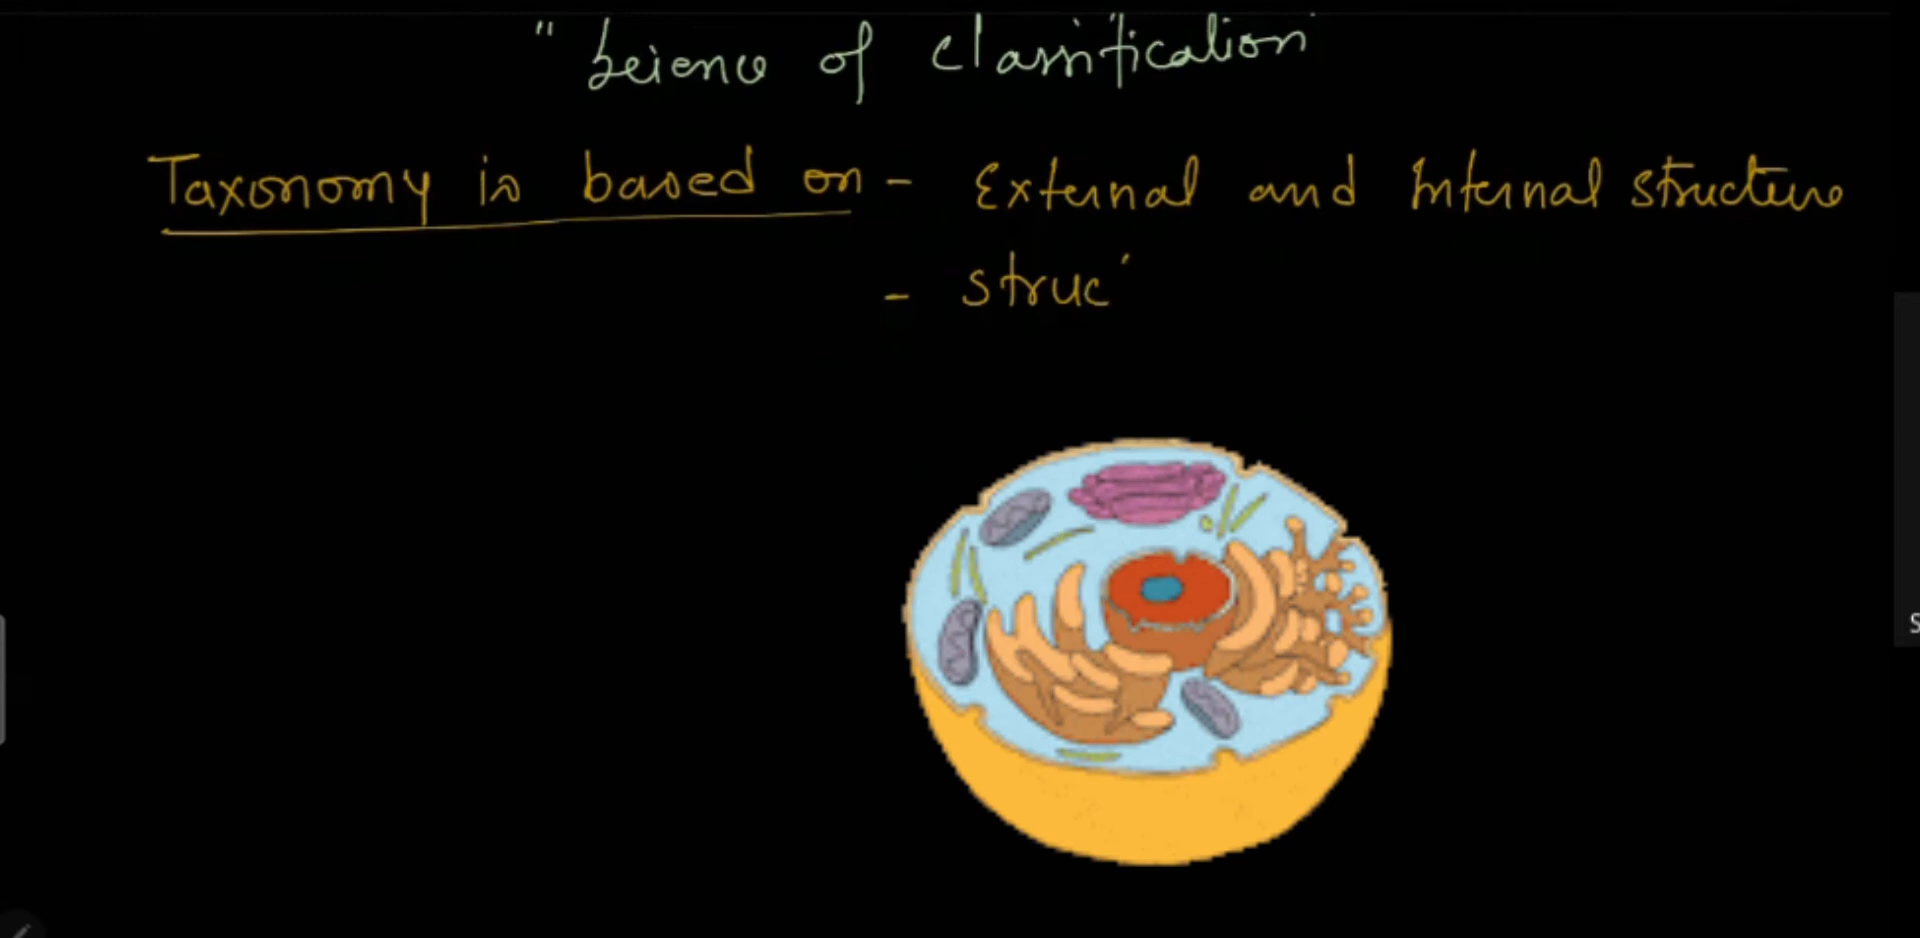 " Science of classification
Taxonomy is based on - External and Internal structure
- struc